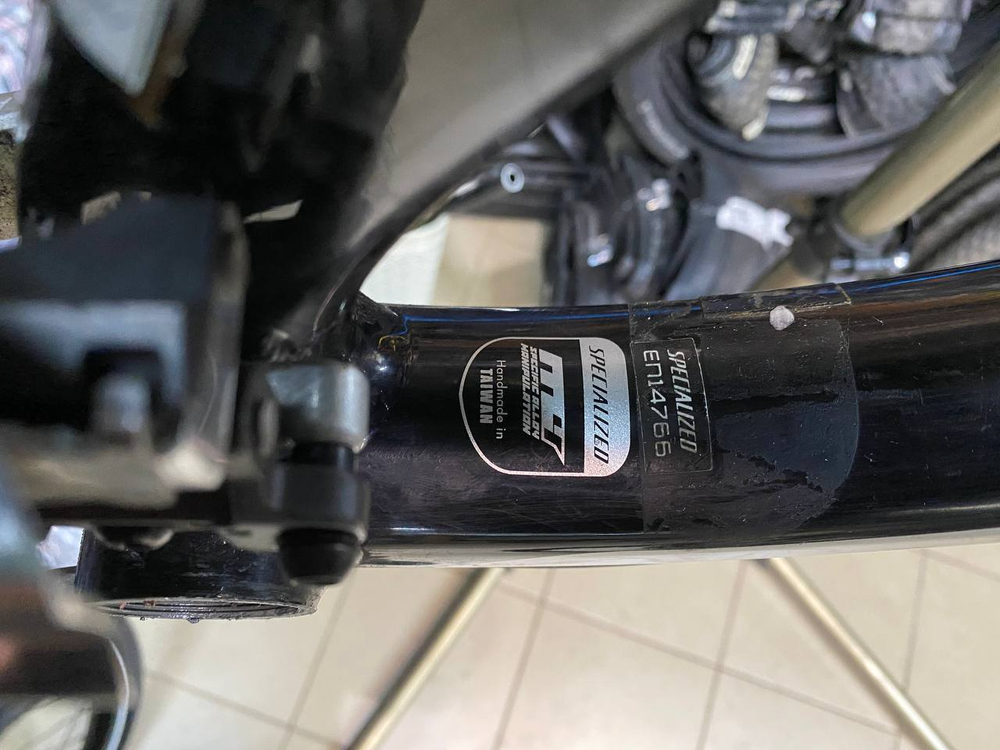 SPECIALIZED
M4
SPECIFIC ALLOY
MANIPULATION
Handmade in
TAIWAN
SPECIALIZED
EN14766